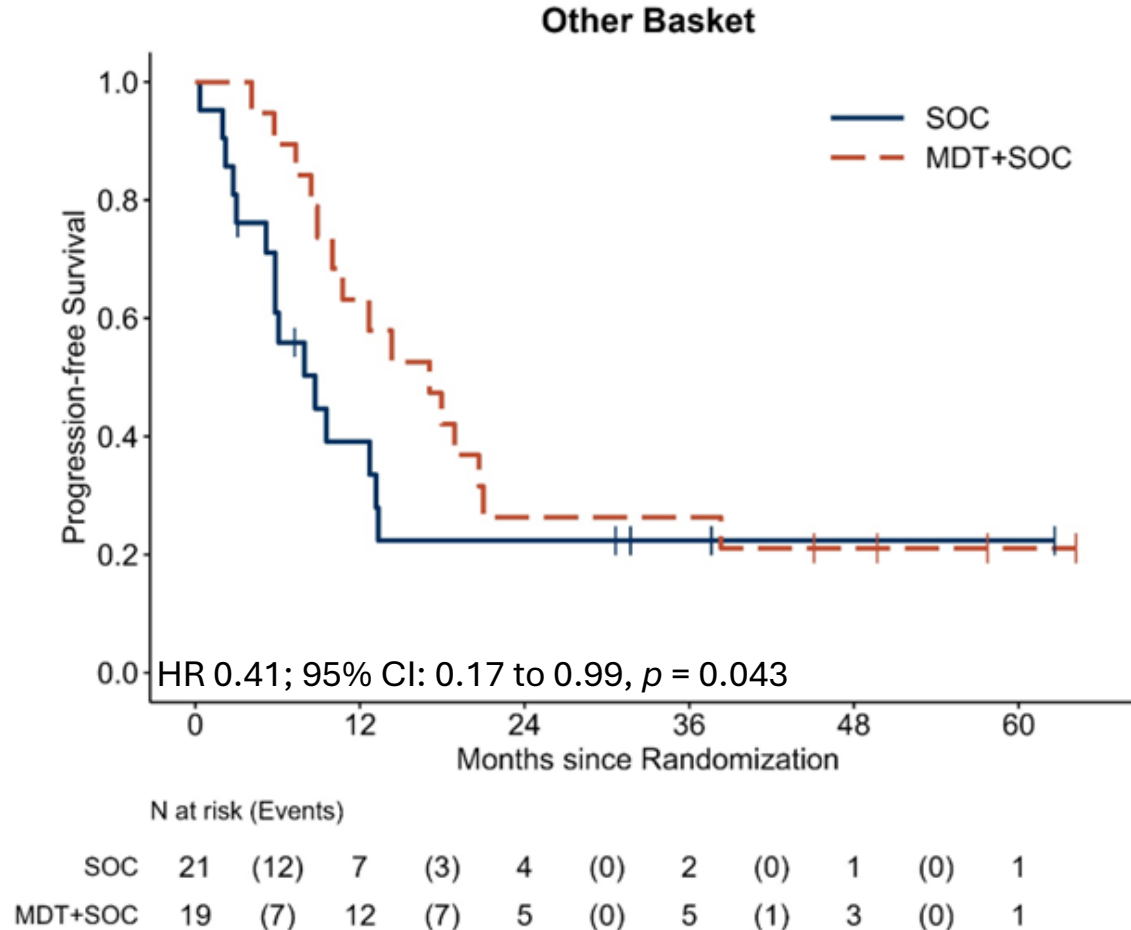 Other Basket
1.0
0.8
0.6
0.4
0.2
0.0
Progression-free Survival
SOC
MDT+SOC
HR 0.41; 95% CI: 0.17 to 0.99, p = 0.043
0 12 24 36 48 60
Months since Randomization
N at risk (Events)
SOC 21 (12) 7 (3) 4 (0) 2 (0) 1 (0) 1
MDT+SOC 19 (7) 12 (7) 5 (0) 5 (1) 3 (0) 1